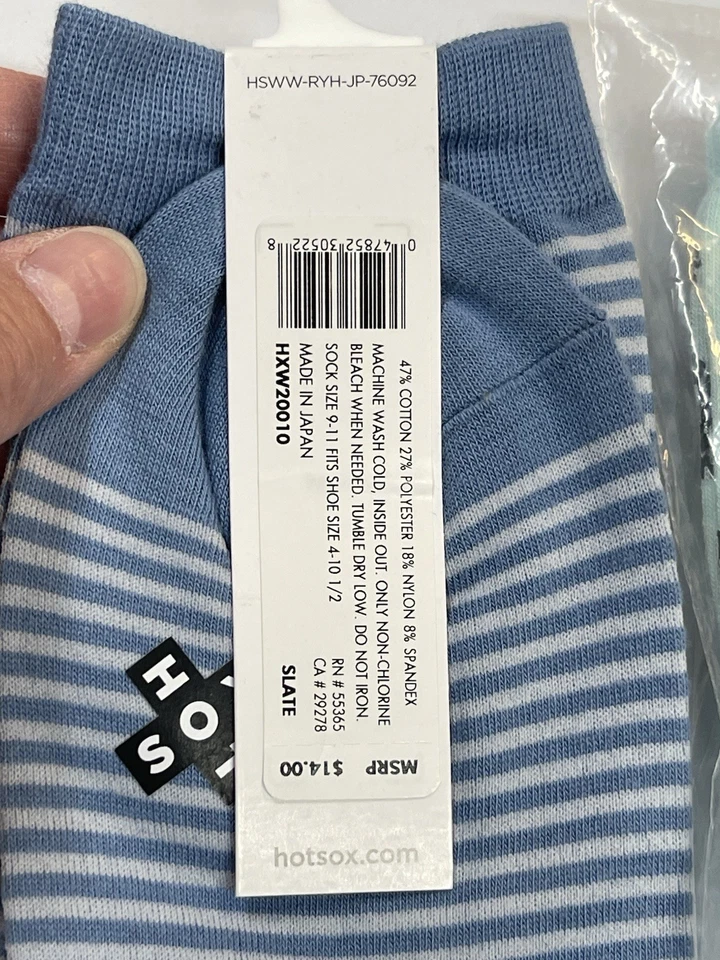 HSWW-RYH-JP-76092
0 47852 30522 8
47% COTTON 27% POLYESTER 18% NYLON 8% SPANDEX
MACHINE WASH COLD, INSIDE OUT. ONLY NON-CHLORINE
BLEACH WHEN NEEDED. TUMBLE DRY LOW. DO NOT IRON.
SOCK SIZE 9-11 FITS SHOE SIZE 4-10 1/2
RN # 55365
MADE IN JAPAN
CA # 29278
HXW20010
SLATE
MSRP $14.00
hotsox.com
HO
SO